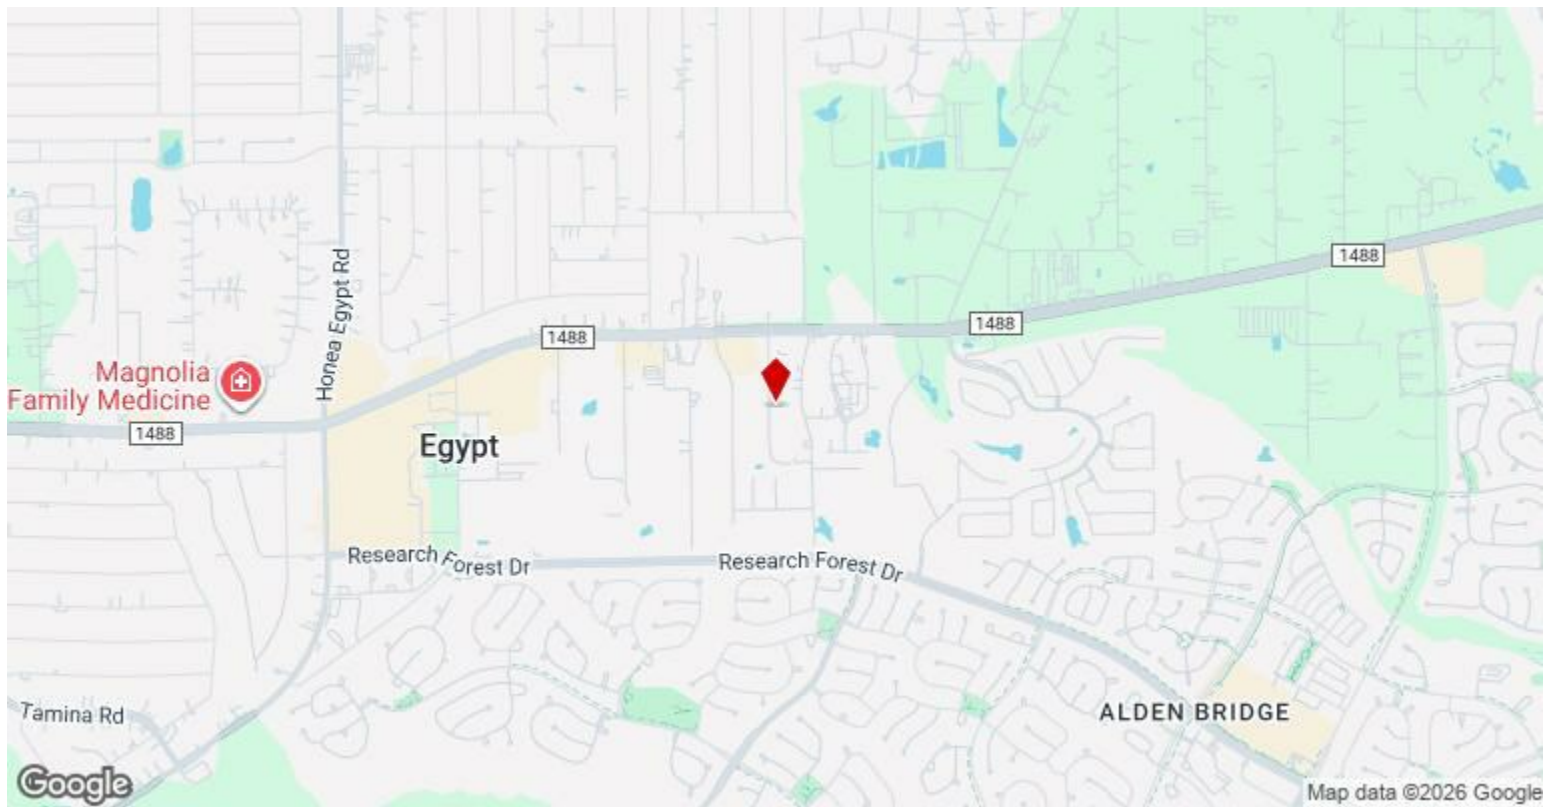 1488
Honea Egypt Rd
1488
1488
Magnolia
Family Medicine
1488
Egypt
Research Forest Dr
Research Forest Dr
Tamina Rd
ALDEN BRIDGE
Google
Map data ©2026 Google